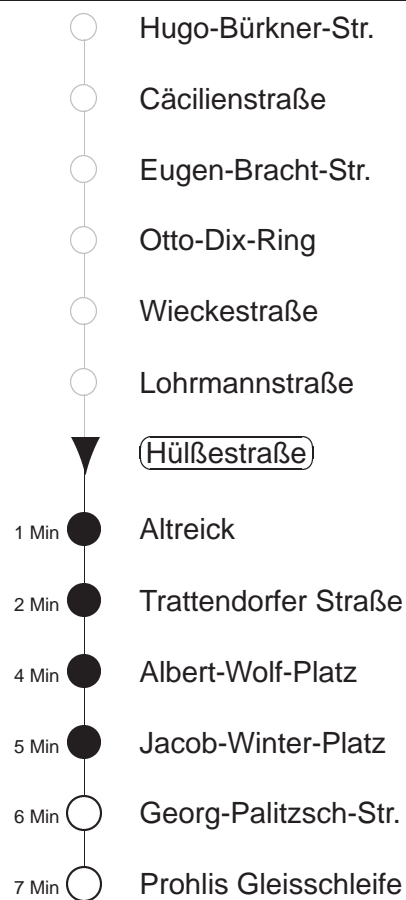 Hugo-Bürkner-Str.
Cäcilienstraße
Eugen-Bracht-Str.
Otto-Dix-Ring
Wieckestraße
Lohrmannstraße
Hülßestraße
1 Min Altreick
2 Min Trattendorfer Straße
4 Min Albert-Wolf-Platz
5 Min Jacob-Winter-Platz
6 Min Georg-Palitzsch-Str.
7 Min Prohlis Gleisschleife